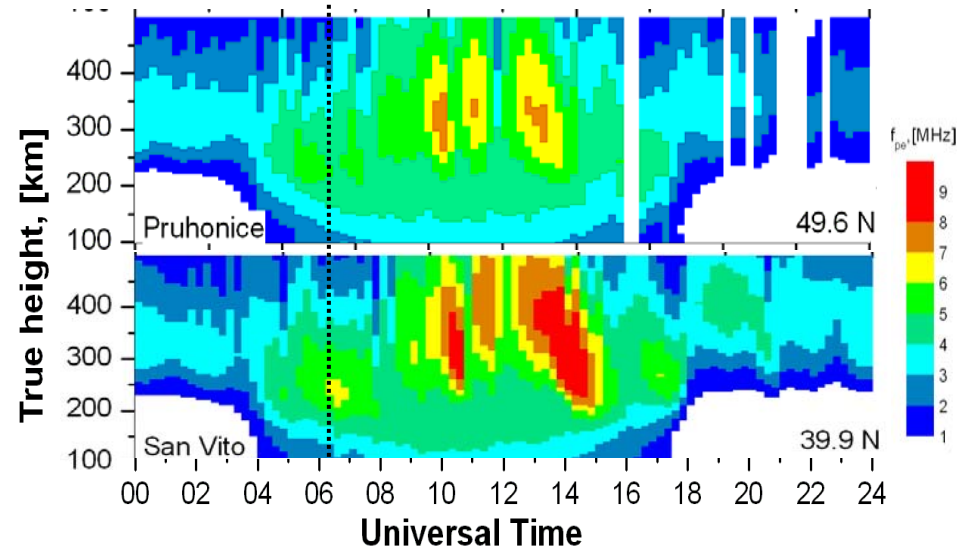 400
300
200
100
Pruhonice
49.6 N
400
300
200
100
San Vito
39.9 N
True height, [km]
00 02 04 06 08 10 12 14 16 18 20 22 24
Universal Time
fpe,[MHz]
9
8
7
6
5
4
3
2
1